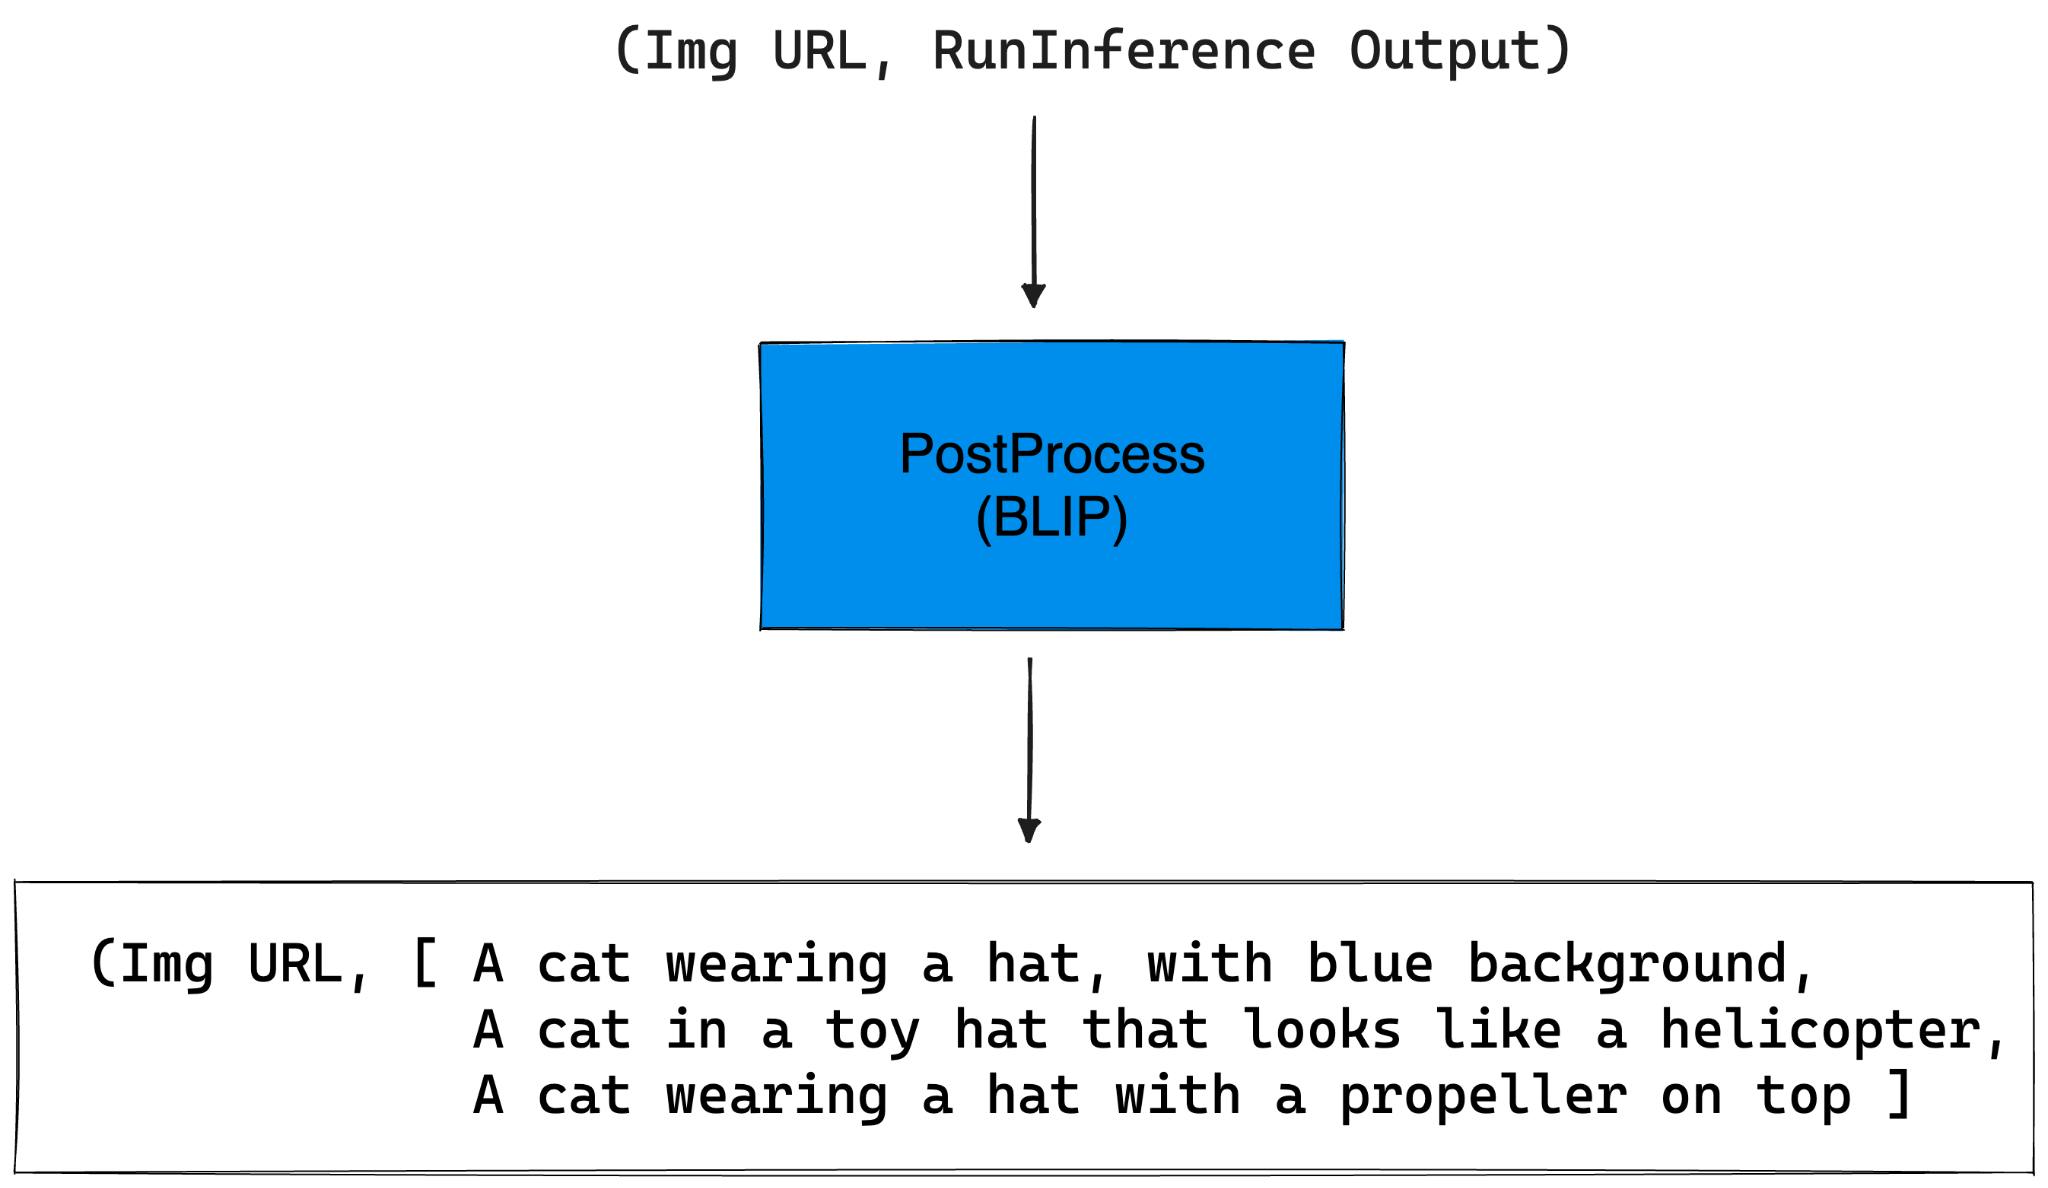 (Img URL, RunInference Output)
PostProcess
(BLIP)
(Img URL, [ A cat wearing a hat, with blue background,
A cat in a toy hat that looks like a helicopter,
A cat wearing a hat with a propeller on top ]